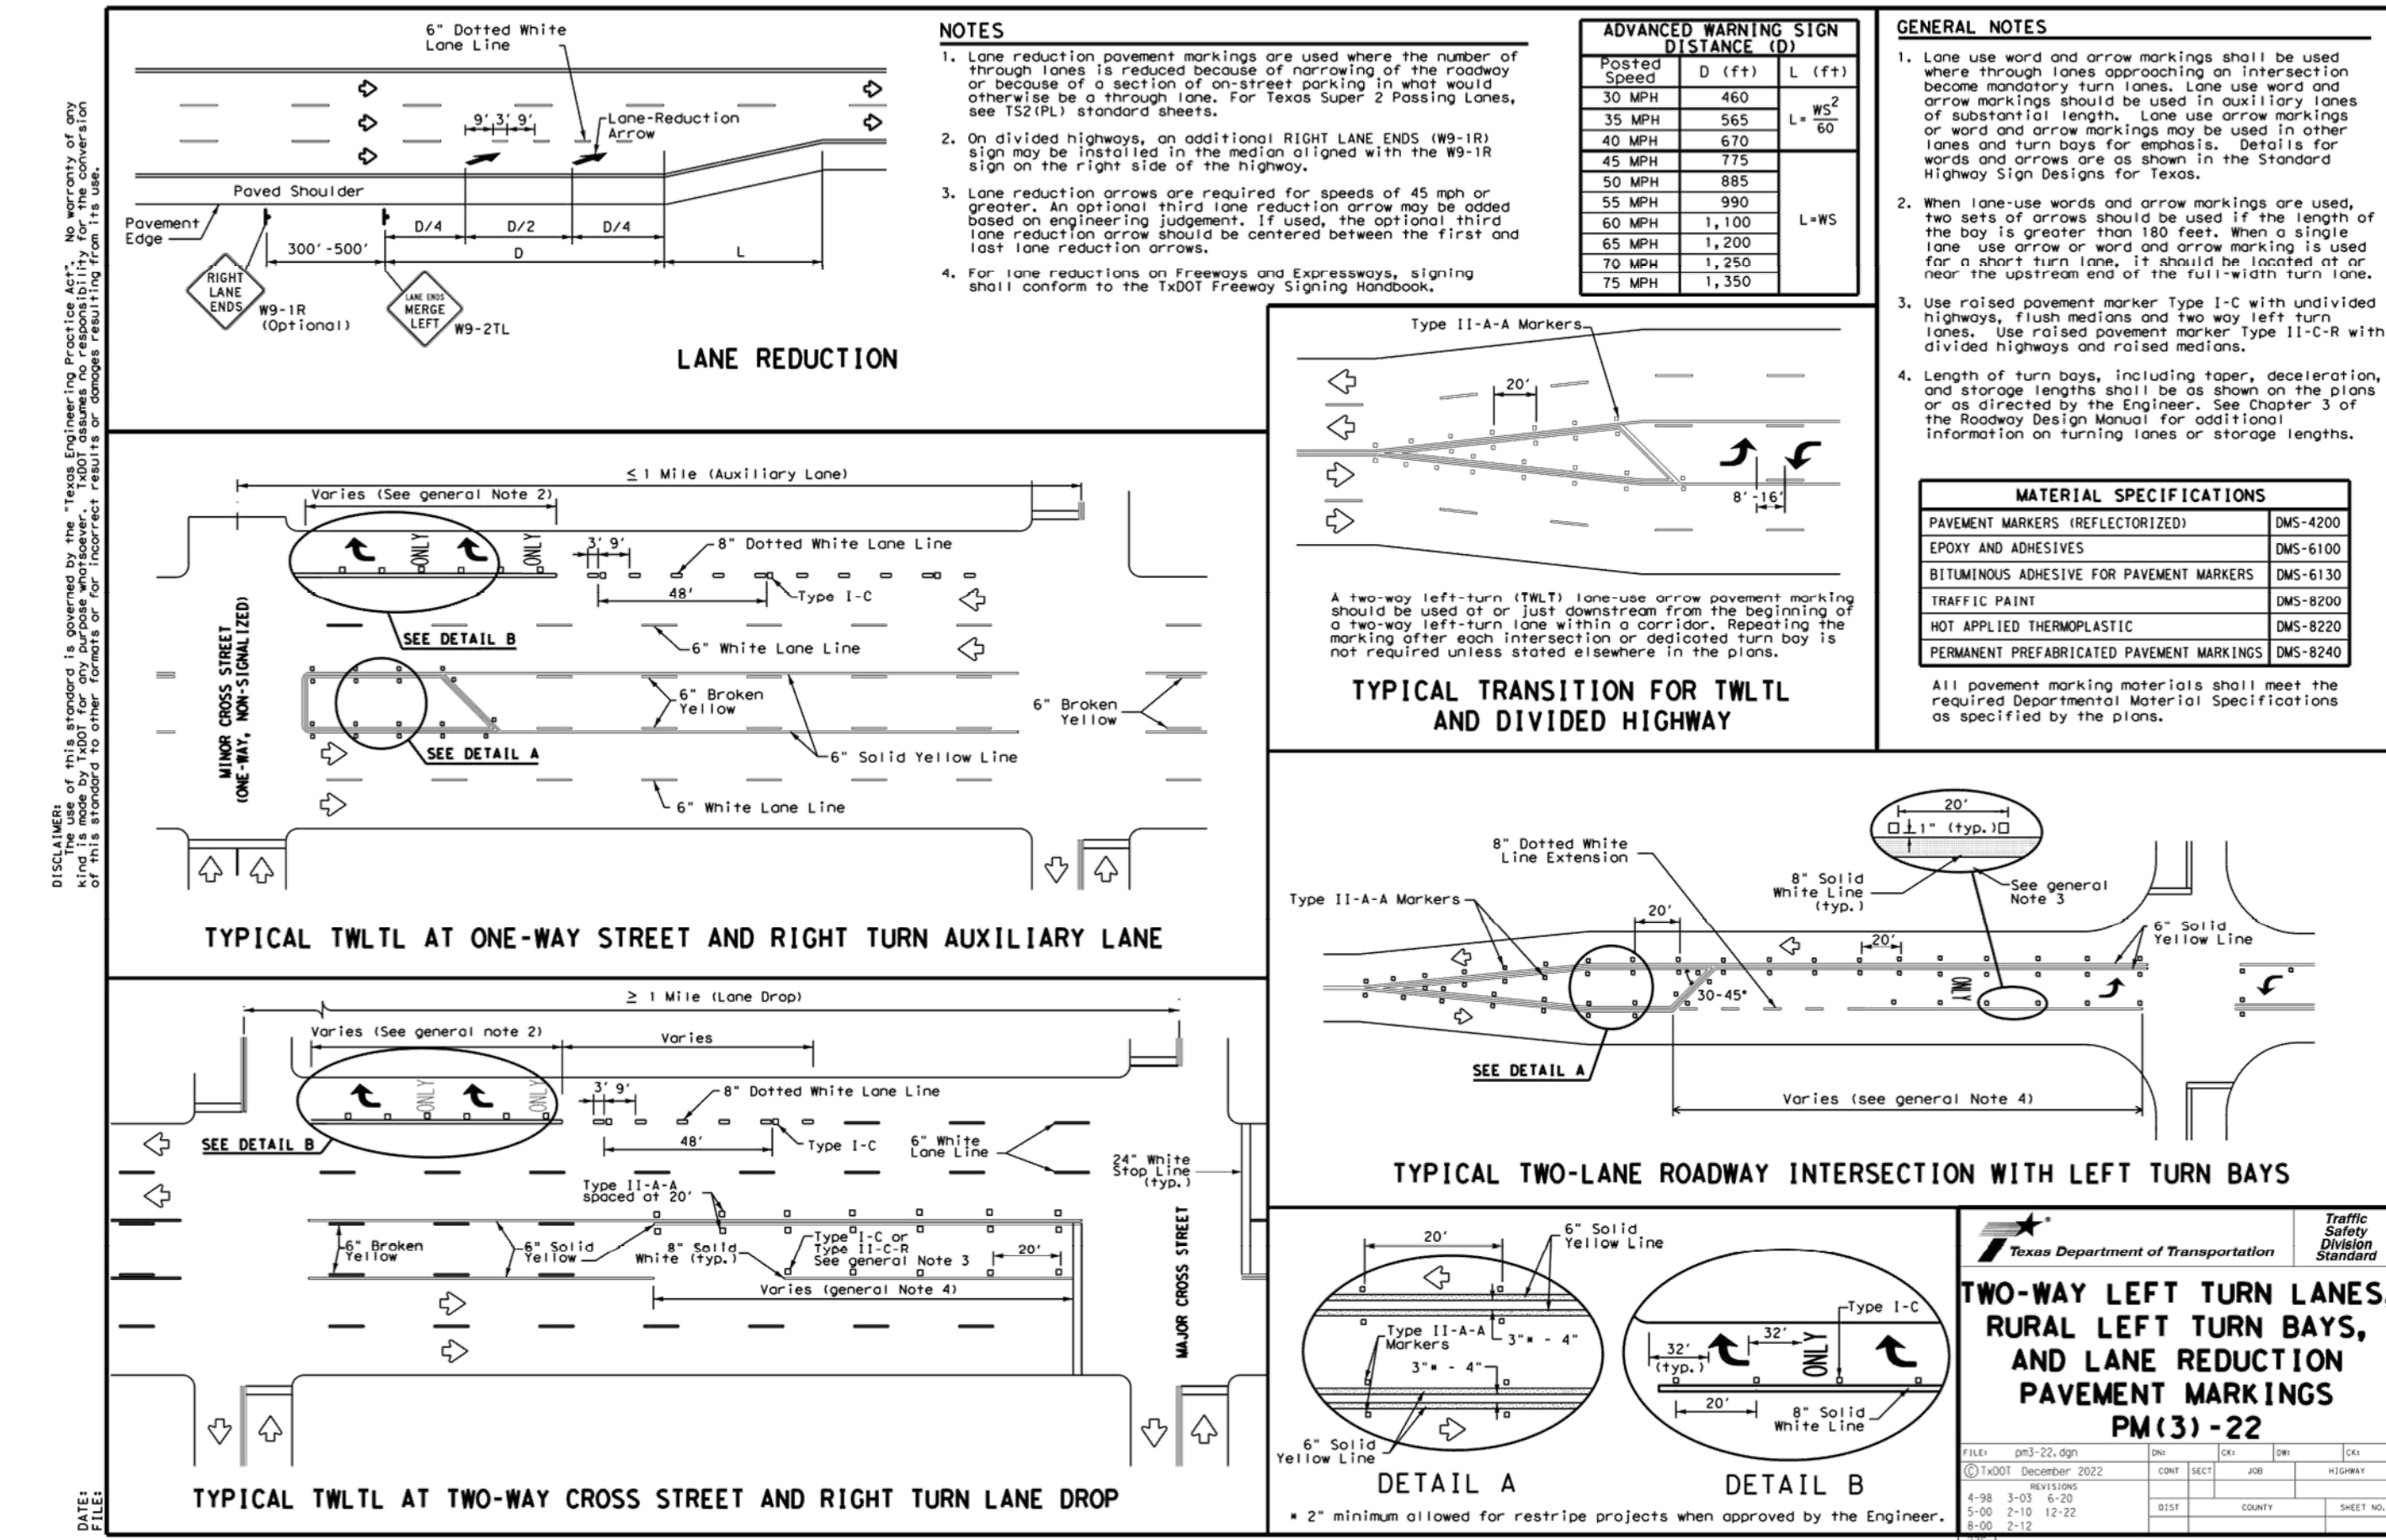 DISCLAIMER:
The use of this standard is governed by the "Texas Engineering Practice Act". No warranty of any
kind is made by TxDOT for any purpose whatsoever. TxDOT assumes no responsibility for the conversion
of this standard to other formats or for incorrect results or damages resulting from its use.
DATE:
FILE:
6" Dotted White
Lane Line
9' 3' 9'
Lane-Reduction
Arrow
Paved Shoulder
Pavement
Edge
D/4
D/2
D/4
300'-500'
D
L
RIGHT
LANE
ENDS
W9-1R
(Optional)
LANE ENDS
MERGE
LEFT
W9-2TL
LANE REDUCTION
NOTES
1. Lane reduction pavement markings are used where the number of
through lanes is reduced because of narrowing of the roadway
or because of a section of on-street parking in what would
otherwise be a through lane. For Texas Super 2 Passing Lanes,
see TS2(PL) standard sheets.
2. On divided highways, an additional RIGHT LANE ENDS (W9-1R)
sign may be installed in the median aligned with the W9-1R
sign on the right side of the highway.
3. Lane reduction arrows are required for speeds of 45 mph or
greater. An optional third lane reduction arrow may be added
based on engineering judgement. If used, the optional third
lane reduction arrow should be centered between the first and
last lane reduction arrows.
4. For lane reductions on Freeways and Expressways, signing
shall conform to the TxDOT Freeway Signing Handbook.
ADVANCED WARNING SIGN
DISTANCE (D)
Posted
Speed
D (ft)
L (ft)
30 MPH 460
35 MPH 565
40 MPH 670
L= WS²
60
45 MPH 775
50 MPH 885
55 MPH 990
60 MPH 1,100
65 MPH 1,200
70 MPH 1,250
75 MPH 1,350
L=WS
GENERAL NOTES
1. Lane use word and arrow markings shall be used
where through lanes approaching an intersection
become mandatory turn lanes. Lane use word and
arrow markings should be used in auxiliary lanes
of substantial length. Lane use arrow markings
or word and arrow markings may be used in other
lanes and turn bays for emphasis. Details for
words and arrows are as shown in the Standard
Highway Sign Designs for Texas.
2. When lane-use words and arrow markings are used,
two sets of arrows should be used if the length of
the bay is greater than 180 feet. When a single
lane use arrow or word and arrow marking is used
for a short turn lane, it should be located at or
near the upstream end of the full-width turn lane.
3. Use raised pavement marker Type I-C with undivided
highways, flush medians and two way left turn
lanes. Use raised pavement marker Type II-C-R with
divided highways and raised medians.
4. Length of turn bays, including taper, deceleration,
and storage lengths shall be as shown on the plans
or as directed by the Engineer. See Chapter 3 of
the Roadway Design Manual for additional
information on turning lanes or storage lengths.
MATERIAL SPECIFICATIONS
PAVEMENT MARKERS (REFLECTORIZED) DMS-4200
EPOXY AND ADHESIVES DMS-6100
BITUMINOUS ADHESIVE FOR PAVEMENT MARKERS DMS-6130
TRAFFIC PAINT DMS-8200
HOT APPLIED THERMOPLASTIC DMS-8220
PERMANENT PREFABRICATED PAVEMENT MARKINGS DMS-8240
All pavement marking materials shall meet the
required Departmental Material Specifications
as specified by the plans.
Type II-A-A Markers
20'
8'-16'
A two-way left-turn (TWLT) lane-use arrow pavement marking
should be used at or just downstream from the beginning of
a two-way left-turn lane within a corridor. Repeating the
marking after each intersection or dedicated turn bay is
not required unless stated elsewhere in the plans.
TYPICAL TRANSITION FOR TWLTL
AND DIVIDED HIGHWAY
≤ 1 Mile (Auxiliary Lane)
Varies (See general Note 2)
ONLY
ONLY
3' 9'
8" Dotted White Lane Line
48'
Type I-C
SEE DETAIL B
6" White Lane Line
MINOR CROSS STREET
(ONE-WAY, NON-SIGNALIZED)
6" Broken
Yellow
6" Broken
Yellow
SEE DETAIL A
6" Solid Yellow Line
6" White Lane Line
TYPICAL TWLTL AT ONE-WAY STREET AND RIGHT TURN AUXILIARY LANE
≥ 1 Mile (Lane Drop)
Varies (See general note 2)
Varies
ONLY
ONLY
3' 9'
8" Dotted White Lane Line
SEE DETAIL B
48'
Type I-C
6" White
Lane Line
24" White
Stop Line
(typ.)
Type II-A-A
spaced at 20'
6" Broken
Yellow
6" Solid
Yellow
8" Solid
White (typ.)
Type I-C or
Type II-C-R
See general Note 3
20'
Varies (general Note 4)
MAJOR CROSS STREET
TYPICAL TWLTL AT TWO-WAY CROSS STREET AND RIGHT TURN LANE DROP
20'
1" (typ.)
8" Dotted White
Line Extension
8" Solid
White Line
(typ.)
See general
Note 3
Type II-A-A Markers
20'
20'
6" Solid
Yellow Line
ONLY
30-45°
SEE DETAIL A
Varies (see general Note 4)
TYPICAL TWO-LANE ROADWAY INTERSECTION WITH LEFT TURN BAYS
20'
6" Solid
Yellow Line
Type II-A-A
Markers
3"* - 4"
3"* - 4"
6" Solid
Yellow Line
DETAIL A
Type I-C
32'
(typ.)
32'
ONLY
20'
8" Solid
White Line
DETAIL B
* 2" minimum allowed for restripe projects when approved by the Engineer.
Texas Department of Transportation
Traffic
Safety
Division
Standard
TWO-WAY LEFT TURN LANES,
RURAL LEFT TURN BAYS,
AND LANE REDUCTION
PAVEMENT MARKINGS
PM(3)-22
FILE: pm3-22.dgn DN: CK: DW: CK:
© TxDOT December 2022 CONT SECT JOB HIGHWAY
REVISIONS
4-98 3-03 6-20
5-00 2-10 12-22
8-00 2-12
DIST COUNTY SHEET NO.